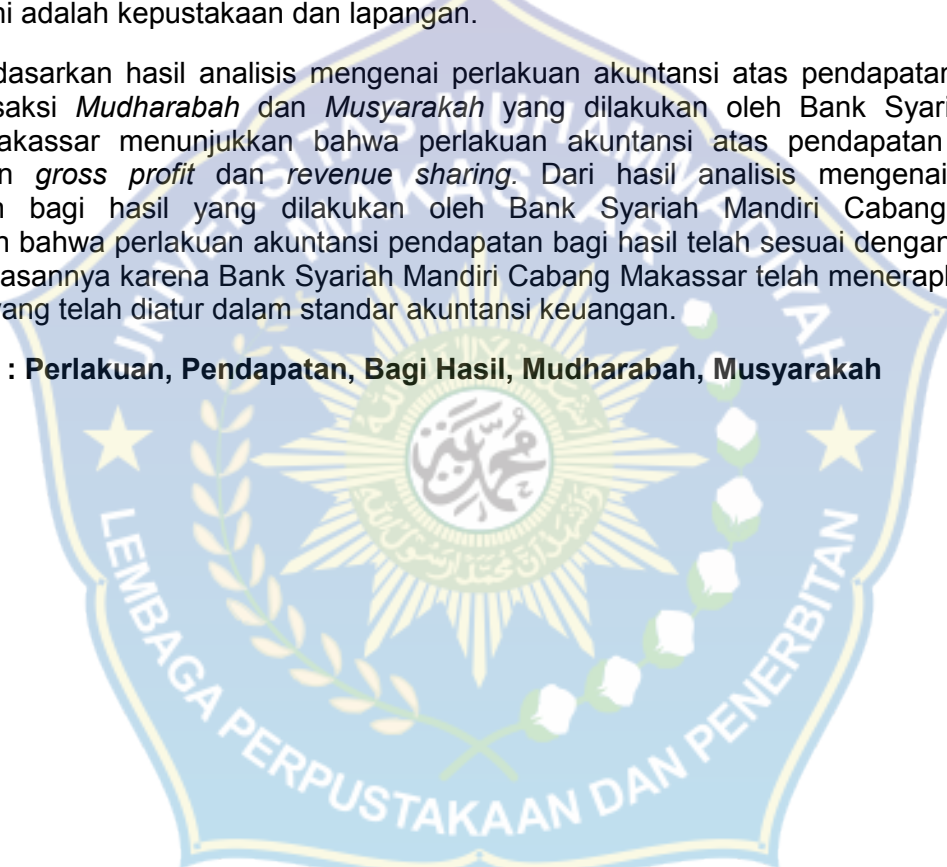 ni adalah kepustakaan dan lapangan.
dasarkan hasil analisis mengenai perlakuan akuntansi atas pendapatan
saksi Mudharabah dan Musyarakah yang dilakukan oleh Bank Syari
akassar menunjukkan bahwa perlakuan akuntansi atas pendapatan
n gross profit dan revenue sharing. Dari hasil analisis mengenai
n bagi hasil yang dilakukan oleh Bank Syariah Mandiri Cabang
n bahwa perlakuan akuntansi pendapatan bagi hasil telah sesuai dengan
asannya karena Bank Syariah Mandiri Cabang Makassar telah menerapk
yang telah diatur dalam standar akuntansi keuangan.
: Perlakuan, Pendapatan, Bagi Hasil, Mudharabah, Musyarakah
UNIVERSITAS MUHAMMADIYAH
MAKASSAR
محمدية
LEMBAGA PERPUSTAKAAN DAN PENERBITAN